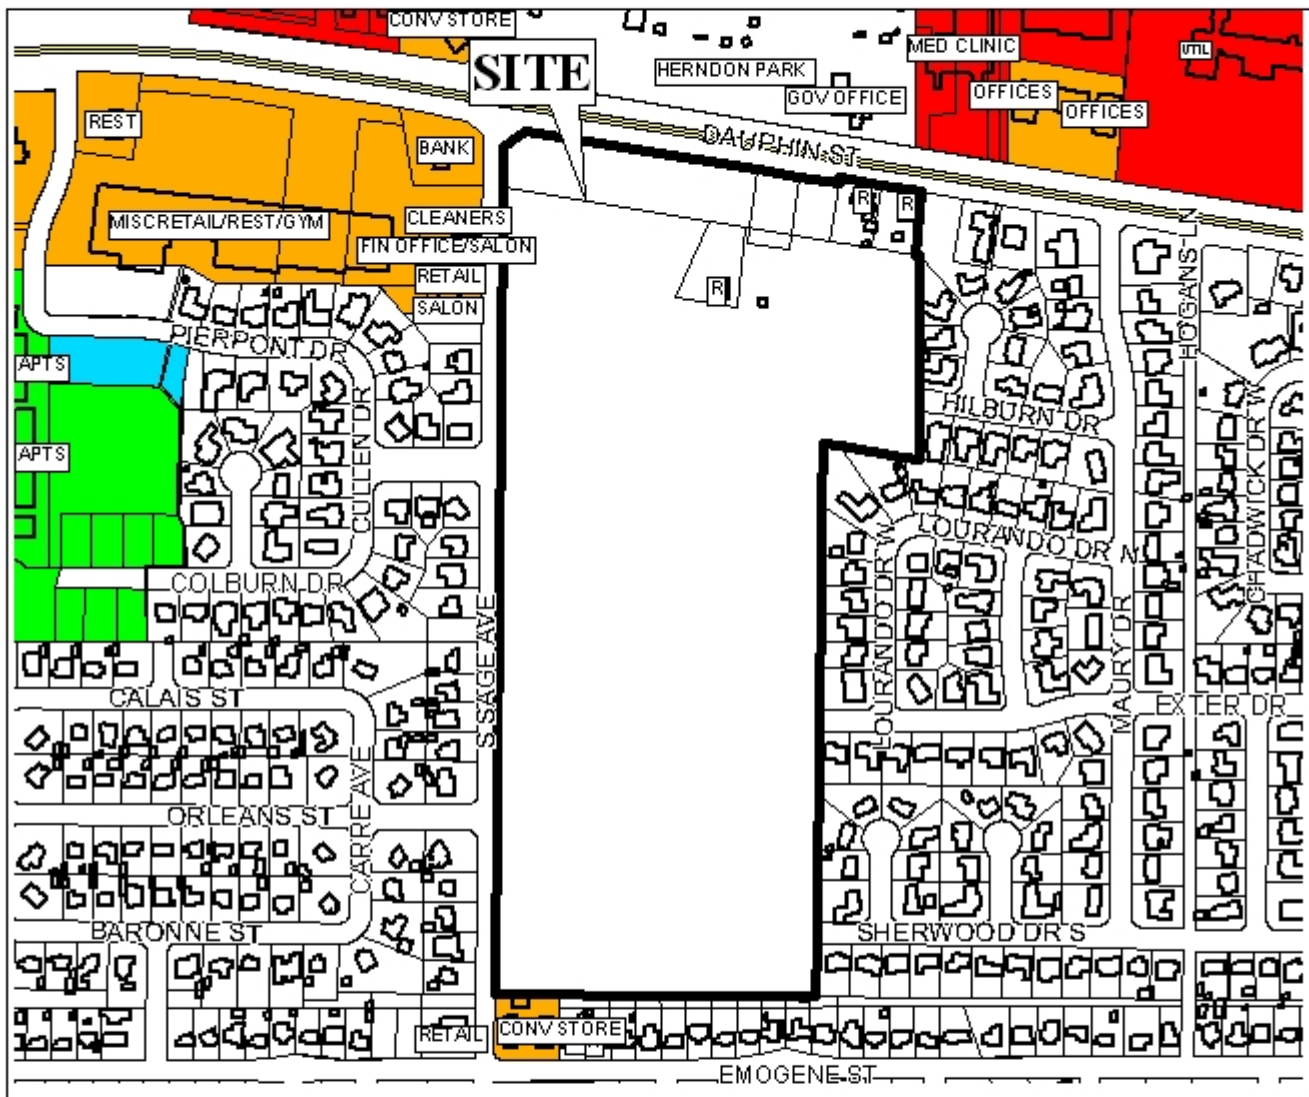 CONV STORE
SITE
MED CLINIC
UTIL
HERNDON PARK
GOV OFFICE
OFFICES
OFFICES
REST
BANK
DAUPHIN ST
MISC RETAIL/REST/GYM
CLEANERS
R
R
FIN OFFICE/SALON
RETAIL
R
SALON
HOGANS LN
PIERPONT DR
APTS
CULLEN DR
HILBURN DR
CHADWICK DR W
APTS
LOURANDO DR N
COLBURN DR
LOURANDO DR W
S SAGE AVE
MAURY DR
CALAIS ST
EXTER DR
ORLEANS ST
CARRE AVE
BARONNE ST
SHERWOOD DR S
RETAIL
CONV STORE
EMOGENE ST